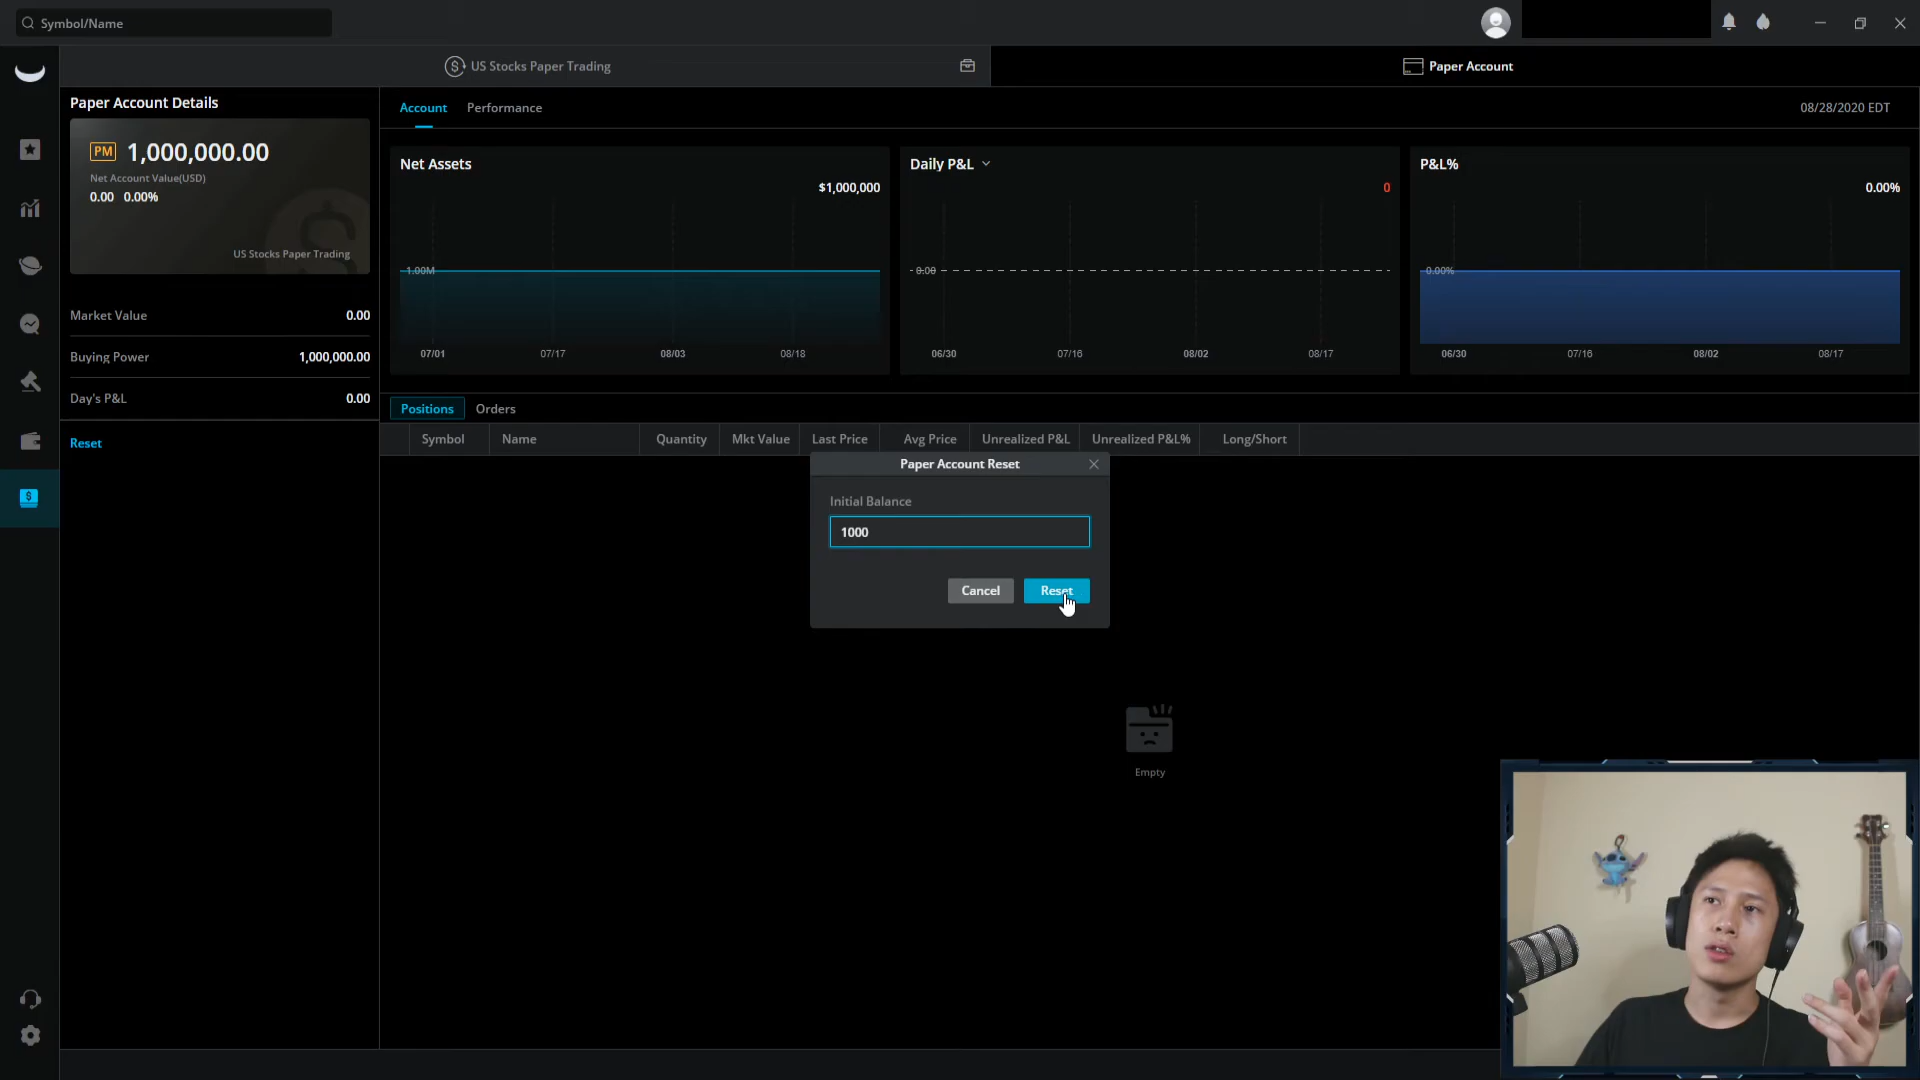 Symbol/Name
US Stocks Paper Trading
Paper Account
Paper Account Details
PM 1,000,000.00
Net Account Value(USD)
0.00 0.00%
US Stocks Paper Trading
Market Value 0.00
Buying Power 1,000,000.00
Day's P&L 0.00
Reset
Account Performance 08/28/2020 EDT
Net Assets
$1,000,000
1.00M
07/01 07/17 08/03 08/18
Daily P&L
0
0.00
06/30 07/16 08/02 08/17
P&L%
0.00%
0.00%
06/30 07/16 08/02 08/17
Positions Orders
Symbol Name Quantity Mkt Value Last Price Avg Price Unrealized P&L Unrealized P&L% Long/Short
Paper Account Reset
Initial Balance
1000
Cancel Reset
Empty